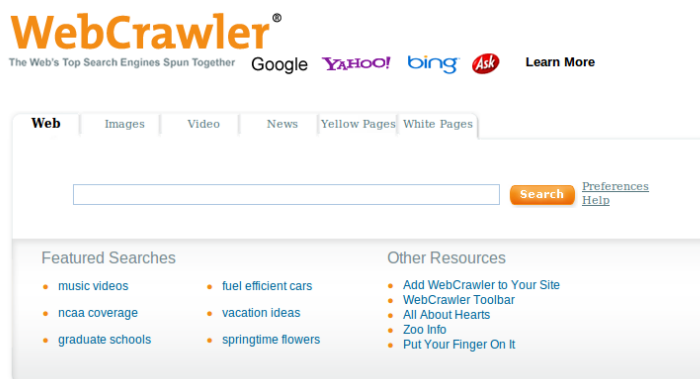 WebCrawler®
The Web's Top Search Engines Spun Together Google YAHOO! bing Ask Learn More
Web Images Video News Yellow Pages White Pages
Search Preferences
Help
Featured Searches Other Resources
music videos fuel efficient cars Add WebCrawler to Your Site
WebCrawler Toolbar
ncaa coverage vacation ideas All About Hearts
Zoo Info
graduate schools springtime flowers Put Your Finger On It